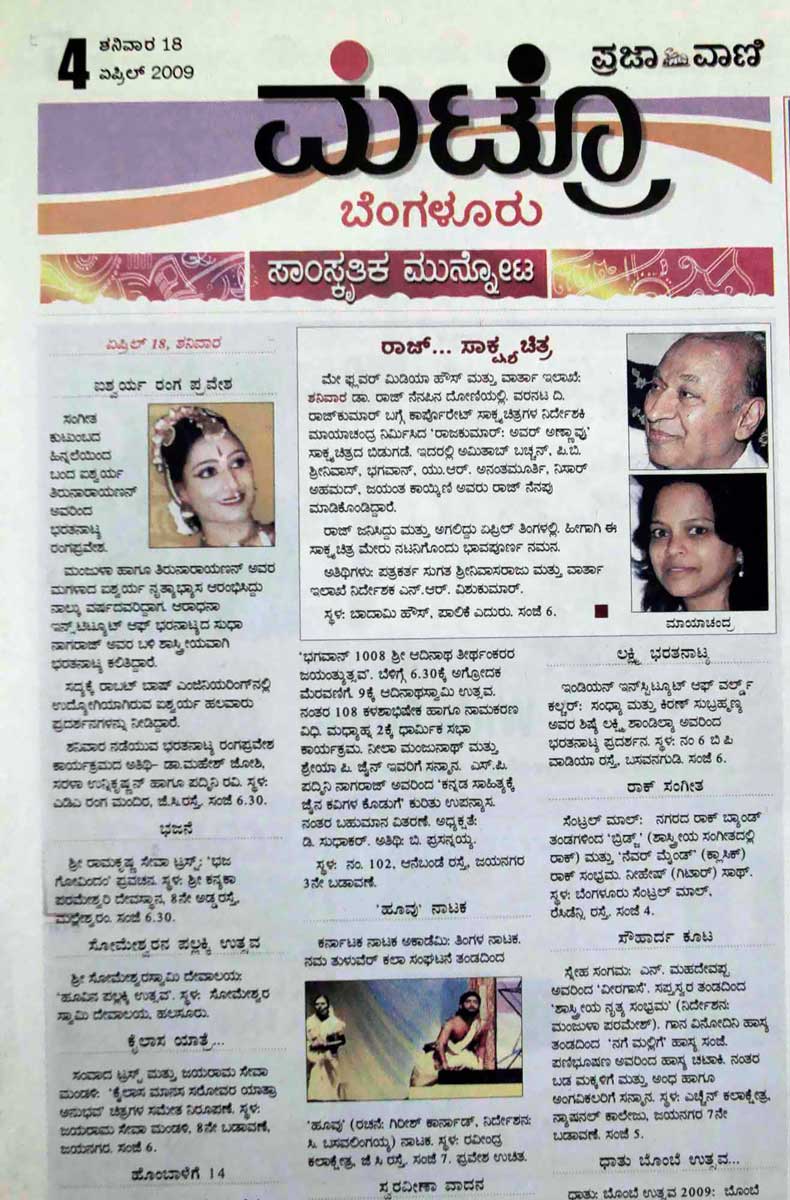 4
ಶನಿವಾರ 18
ಏಪ್ರಿಲ್ 2009
ಪ್ರಜಾವಾಣಿ
ಮೆಟ್ರೊ
ಬೆಂಗಳೂರು
ಸಾಂಸ್ಕೃತಿಕ ಮುನ್ನೋಟ
ಏಪ್ರಿಲ್ 18, ಶನಿವಾರ
ಐಶ್ವರ್ಯ ರಂಗ ಪ್ರವೇಶ
ಸಂಗೀತ
ಕುಟುಂಬದ
ಹಿನ್ನಲೆಯಿಂದ
ಬಂದ ಐಶ್ವರ್ಯ
ತಿರುನಾರಾಯಣನ್
ಅವರಿಂದ
ಭರತನಾಟ್ಯ
ರಂಗಪ್ರವೇಶ.
ಮಂಜುಳಾ ಹಾಗೂ ತಿರುನಾರಾಯಣನ್ ಅವರ
ಮಗಳಾದ ಐಶ್ವರ್ಯ ನೃತ್ಯಾಭ್ಯಾಸ ಆರಂಭಿಸಿದ್ದು
ನಾಲ್ಕು ವರ್ಷದವರಿದ್ದಾಗ. ಆರಾಧನಾ
ಇನ್ಸ್‌ಟಿಟ್ಯೂಟ್ ಆಫ್ ಭರನಾಟ್ಯದ ಸುಧಾ
ನಾಗರಾಜ್ ಅವರ ಬಳಿ ಶಾಸ್ತ್ರೀಯವಾಗಿ
ಭರತನಾಟ್ಯ ಕಲಿತಿದ್ದಾರೆ.
ಸದ್ಯಕ್ಕೆ ರಾಬಟ್ ಬಾಷ್ ಎಂಜಿನಿಯರಿಂಗ್‌ನಲ್ಲಿ
ಉದ್ಯೋಗಿಯಾಗಿರುವ ಐಶ್ವರ್ಯ ಹಲವಾರು
ಪ್ರದರ್ಶನಗಳನ್ನು ನೀಡಿದ್ದಾರೆ.
ಶನಿವಾರ ನಡೆಯುವ ಭರತನಾಟ್ಯ ರಂಗಪ್ರವೇಶ
ಕಾರ್ಯಕ್ರಮದ ಅತಿಥಿ- ಡಾ.ಮಹೇಶ್ ಜೋಶಿ,
ಸರಳಾ ಉನ್ನಿಕೃಷ್ಣನ್ ಹಾಗೂ ಪದ್ಮಿನಿ ರವಿ. ಸ್ಥಳ:
ಎಡಿಎ ರಂಗ ಮಂದಿರ, ಜೆ.ಸಿ.ರಸ್ತೆ. ಸಂಜೆ 6.30.
ಭಜನೆ
ಶ್ರೀ ರಾಮಕೃಷ್ಣ ಸೇವಾ ಟ್ರಸ್ಟ್: 'ಭಜ
ಗೋವಿಂದಂ' ಪ್ರವಚನ. ಸ್ಥಳ: ಶ್ರೀ ಕನ್ಯಕಾ
ಪರಮೇಶ್ವರಿ ದೇವಸ್ಥಾನ, 8ನೇ ಅಡ್ಡರಸ್ತೆ,
ಮಲ್ಲೇಶ್ವರಂ. ಸಂಜೆ 6.30.
ಸೋಮೇಶ್ವರನ ಪಲ್ಲಕ್ಕಿ ಉತ್ಸವ
ಶ್ರೀ ಸೋಮೇಶ್ವರಸ್ವಾಮಿ ದೇವಾಲಯ:
'ಹೂವಿನ ಪಲ್ಲಕ್ಕಿ ಉತ್ಸವ'. ಸ್ಥಳ: ಸೋಮೇಶ್ವರ
ಸ್ವಾಮಿ ದೇವಾಲಯ, ಹಲಸೂರು.
ಕೈಲಾಸ ಯಾತ್ರೆ...
ಸಂವಾದ ಟ್ರಸ್ಟ್ ಮತ್ತು ಜಯರಾಮ ಸೇವಾ
ಮಂಡಳಿ: 'ಕೈಲಾಸ ಮಾನಸ ಸರೋವರ ಯಾತ್ರಾ
ಅನುಭವ' ಚಿತ್ರಗಳ ಸಮೇತ ನಿರೂಪಣೆ. ಸ್ಥಳ:
ಜಯರಾಮ ಸೇವಾ ಮಂಡಳಿ, 8ನೇ ಬಡಾವಣೆ,
ಜಯನಗರ. ಸಂಜೆ 6.
ಹೊಂಬಾಳೆಗೆ 14
ರಾಜ್... ಸಾಕ್ಷ್ಯಚಿತ್ರ
ಮೇ ಫ್ಲವರ್ ಮಿಡಿಯಾ ಹೌಸ್ ಮತ್ತು ವಾರ್ತಾ ಇಲಾಖೆ:
ಶನಿವಾರ ಡಾ. ರಾಜ್ ನೆನಪಿನ ದೋಣಿಯಲ್ಲಿ. ವರನಟ ದಿ.
ರಾಜ್‌ಕುಮಾರ್ ಬಗ್ಗೆ ಕಾರ್ಪೊರೇಟ್ ಸಾಕ್ಷ್ಯಚಿತ್ರಗಳ ನಿರ್ದೇಶಕಿ
ಮಾಯಾಚಂದ್ರ ನಿರ್ಮಿಸಿದ 'ರಾಜಕುಮಾರ್: ಅವರ್ ಅಣ್ಣಾವ್ರು'
ಸಾಕ್ಷ್ಯಚಿತ್ರದ ಬಿಡುಗಡೆ. ಇದರಲ್ಲಿ ಅಮಿತಾಬ್ ಬಚ್ಚನ್, ಪಿ.ಬಿ.
ಶ್ರೀನಿವಾಸ್, ಭಗವಾನ್, ಯು.ಆರ್. ಅನಂತಮೂರ್ತಿ, ನಿಸಾರ್
ಅಹಮದ್, ಜಯಂತ ಕಾಯ್ಕಿಣಿ ಅವರು ರಾಜ್ ನೆನಪು
ಮಾಡಿಕೊಂಡಿದ್ದಾರೆ.
ರಾಜ್ ಜನಿಸಿದ್ದು ಮತ್ತು ಅಗಲಿದ್ದು ಏಪ್ರಿಲ್ ತಿಂಗಳಲ್ಲಿ. ಹೀಗಾಗಿ ಈ
ಸಾಕ್ಷ್ಯಚಿತ್ರ ಮೇರು ನಟನಿಗೊಂದು ಭಾವಪೂರ್ಣ ನಮನ.
ಅತಿಥಿಗಳು: ಪತ್ರಕರ್ತ ಸುಗತ ಶ್ರೀನಿವಾಸರಾಜು ಮತ್ತು ವಾರ್ತಾ
ಇಲಾಖೆ ನಿರ್ದೇಶಕ ಎನ್.ಆರ್. ವಿಶುಕುಮಾರ್.
ಸ್ಥಳ: ಬಾದಾಮಿ ಹೌಸ್, ಪಾಲಿಕೆ ಎದುರು. ಸಂಜೆ 6.
ಮಾಯಾಚಂದ್ರ
'ಭಗವಾನ್ 1008 ಶ್ರೀ ಆದಿನಾಥ ತೀರ್ಥಂಕರರ
ಜಯಂತ್ಯುತ್ಸವ'. ಬೆಳಿಗ್ಗೆ 6.30ಕ್ಕೆ ಅಗ್ರೋದಕ
ಮೆರವಣಿಗೆ. 9ಕ್ಕೆ ಆದಿನಾಥಸ್ವಾಮಿ ಉತ್ಸವ.
ನಂತರ 108 ಕಳಶಾಭಿಷೇಕ ಹಾಗೂ ನಾಮಕರಣ
ವಿಧಿ. ಮಧ್ಯಾಹ್ನ 2ಕ್ಕೆ ಧಾರ್ಮಿಕ ಸಭಾ
ಕಾರ್ಯಕ್ರಮ. ನೀಲಾ ಮಂಜುನಾಥ್ ಮತ್ತು
ಶ್ರೇಯಾ ಪಿ. ಜೈನ್ ಇವರಿಗೆ ಸನ್ಮಾನ. ಎಸ್.ಪಿ.
ಪದ್ಮಿನಿ ನಾಗರಾಜ್ ಅವರಿಂದ 'ಕನ್ನಡ ಸಾಹಿತ್ಯಕ್ಕೆ
ಜೈನ ಕವಿಗಳ ಕೊಡುಗೆ' ಕುರಿತು ಉಪನ್ಯಾಸ.
ನಂತರ ಬಹುಮಾನ ವಿತರಣೆ. ಅಧ್ಯಕ್ಷತೆ:
ಡಿ. ಸುಧಾಕರ್. ಅತಿಥಿ: ಬಿ. ಪ್ರಸನ್ನಯ್ಯ.
ಸ್ಥಳ: ನಂ. 102, ಆನೆಬಂಡೆ ರಸ್ತೆ, ಜಯನಗರ
3ನೇ ಬಡಾವಣೆ.
'ಹೂವು' ನಾಟಕ
ಕರ್ನಾಟಕ ನಾಟಕ ಅಕಾಡೆಮಿ: ತಿಂಗಳ ನಾಟಕ.
ನಮ ತುಳುವೆರ್ ಕಲಾ ಸಂಘಟನೆ ತಂಡದಿಂದ
'ಹೂವು' (ರಚನೆ: ಗಿರೀಶ್ ಕಾರ್ನಾಡ್, ನಿರ್ದೇಶನ:
ಸಿ. ಬಸವಲಿಂಗಯ್ಯ) ನಾಟಕ. ಸ್ಥಳ: ರವೀಂದ್ರ
ಕಲಾಕ್ಷೇತ್ರ, ಜೆ ಸಿ ರಸ್ತೆ, ಸಂಜೆ 7. ಪ್ರವೇಶ ಉಚಿತ.
ಸ್ವರವೀಣಾ ವಾದನ
ಲಕ್ಷ್ಮಿ ಭರತನಾಟ್ಯ
ಇಂಡಿಯನ್ ಇನ್‌ಸ್ಟಿಟ್ಯೂಟ್ ಆಫ್ ವರ್ಲ್ಡ್
ಕಲ್ಚರ್: ಸಂಧ್ಯಾ ಮತ್ತು ಕಿರಣ್ ಸುಬ್ರಹ್ಮಣ್ಯ
ಅವರ ಶಿಷ್ಯೆ ಲಕ್ಷ್ಮಿ ಶಾಂಡಿಲ್ಯಾ ಅವರಿಂದ
ಭರತನಾಟ್ಯ ಪ್ರದರ್ಶನ. ಸ್ಥಳ: ನಂ 6 ಬಿ ಪಿ
ವಾಡಿಯಾ ರಸ್ತೆ, ಬಸವನಗುಡಿ. ಸಂಜೆ 6.
ರಾಕ್ ಸಂಗೀತ
ಸೆಂಟ್ರಲ್ ಮಾಲ್: ನಗರದ ರಾಕ್ ಬ್ಯಾಂಡ್
ತಂಡಗಳಿಂದ 'ಬ್ರಿಡ್ಜ್' (ಶಾಸ್ತ್ರೀಯ ಸಂಗೀತದಲ್ಲಿ
ರಾಕ್) ಮತ್ತು 'ನೆವರ್ ಮೈಂಡ್' (ಕ್ಲಾಸಿಕ್)
ರಾಕ್ ಸಂಭ್ರಮ. ನೀಹೇಷ್ (ಗಿಟಾರ್) ಸಾಥ್.
ಸ್ಥಳ: ಬೆಂಗಳೂರು ಸೆಂಟ್ರಲ್ ಮಾಲ್,
ರೆಸಿಡೆನ್ಸಿ ರಸ್ತೆ. ಸಂಜೆ 4.
ಸೌಹಾರ್ದ ಕೂಟ
ಸ್ನೇಹ ಸಂಗಮ: ಎನ್. ಮಹದೇವಪ್ಪ
ಅವರಿಂದ 'ವೀರಗಾಸೆ'. ಸಪ್ತಸ್ವರ ತಂಡದಿಂದ
'ಶಾಸ್ತ್ರೀಯ ನೃತ್ಯ ಸಂಭ್ರಮ' (ನಿರ್ದೇಶನ:
ಮಂಜುಳಾ ಪರಮೇಶ್). ಗಾನ ವಿನೋದಿನಿ ಹಾಸ್ಯ
ತಂಡದಿಂದ 'ನಗೆ ಮಲ್ಲಿಗೆ' ಹಾಸ್ಯ ಸಂಜೆ.
ಫಣಿಭೂಷಣ ಅವರಿಂದ ಹಾಸ್ಯ ಚಟಾಕಿ. ನಂತರ
ಬಡ ಮಕ್ಕಳಿಗೆ ಮತ್ತು ಅಂಧ ಹಾಗೂ
ಅಂಗವಿಕಲರಿಗೆ ಸನ್ಮಾನ. ಸ್ಥಳ: ಎಚ್ಚೆನ್ ಕಲಾಕ್ಷೇತ್ರ,
ನ್ಯಾಷನಲ್ ಕಾಲೇಜು, ಜಯನಗರ 7ನೇ
ಬಡಾವಣೆ. ಸಂಜೆ 5.
ಧಾತು ಬೊಂಬೆ ಉತ್ಸವ...
ಧಾತು: ಬೊಂಬೆ ಉತ್ಸವ 2009: ಬೊಂಬೆ